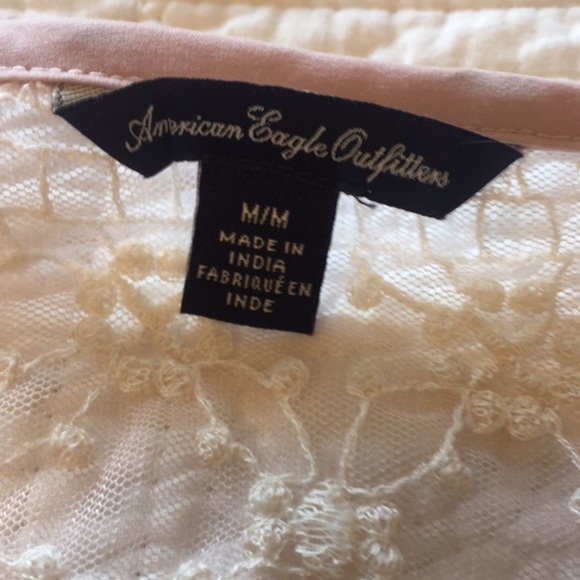 American Eagle Outfitters
M/M
MADE IN
INDIA
FABRIQUÉ EN
INDE